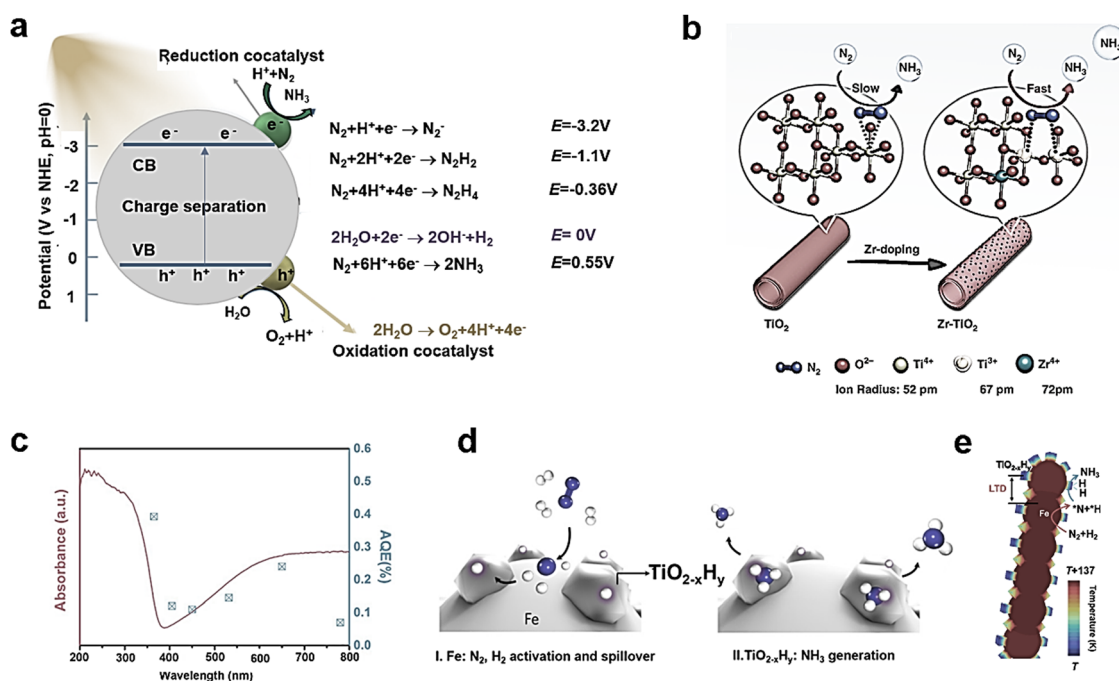 a
Reduction cocatalyst
H⁺+N₂
NH₃
e⁻
e⁻ e⁻
CB
Charge separation
VB
h⁺ h⁺ h⁺
h⁺
H₂O
O₂+H⁺
Potential (V vs NHE, pH=0)
-3
-2
-1
0
1
N₂+H⁺+e⁻ → N₂⁻ E=-3.2V
N₂+2H⁺+2e⁻ → N₂H₂ E=-1.1V
N₂+4H⁺+4e⁻ → N₂H₄ E=-0.36V
2H₂O+2e⁻ → 2OH⁻+H₂ E= 0V
N₂+6H⁺+6e⁻ → 2NH₃ E=0.55V
2H₂O → O₂+4H⁺+4e⁻
Oxidation cocatalyst
b
N₂
NH₃
Slow
N₂
NH₃
NH₃
Fast
Zr-doping
TiO₂
Zr-TiO₂
N₂ O²⁻ Ti⁴⁺ Ti³⁺ Zr⁴⁺
Ion Radius: 52 pm 67 pm 72pm
c
Absorbance (a.u.)
AQE(%)
0.6
0.5
0.4
0.3
0.2
0.1
0.0
200 300 400 500 600 700 800
Wavelength (nm)
d
Fe
TiO₂₋ₓHᵧ
I. Fe: N₂, H₂ activation and spillover
II.TiO₂₋ₓHᵧ: NH₃ generation
e
TiO₂₋ₓHᵧ
LTD
NH₃
H
H
Fe
*N+*H
N₂+H₂
T+137
Temperature (K)
T